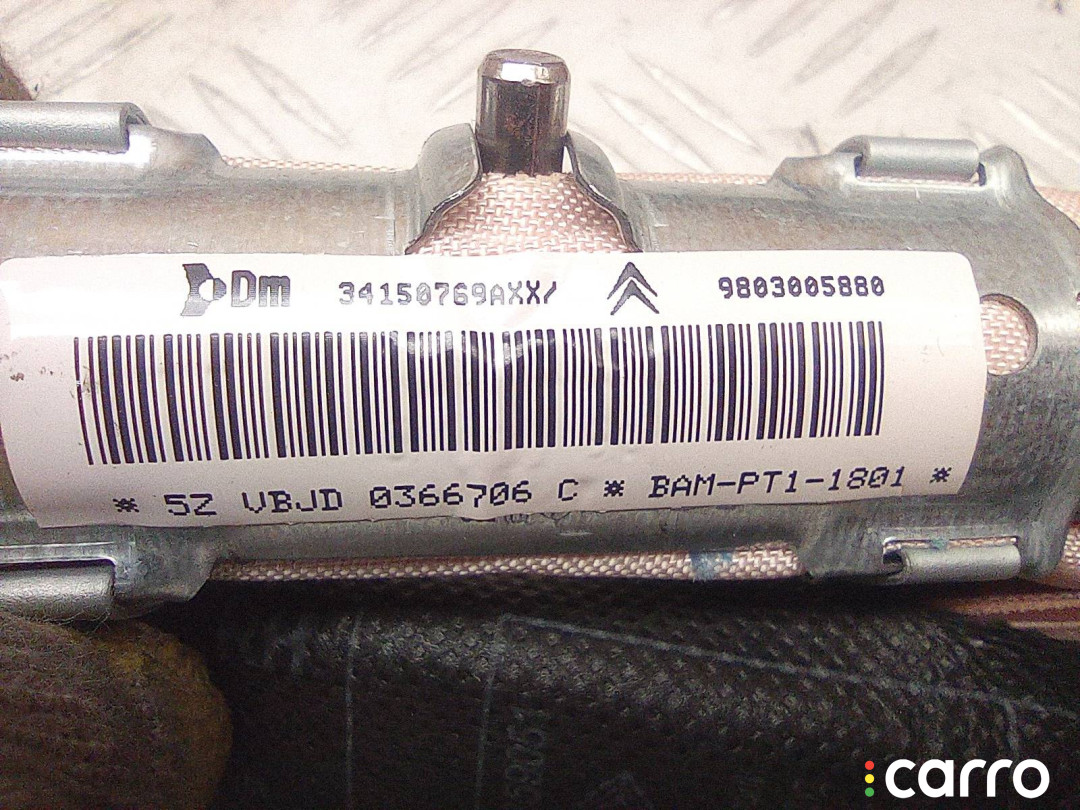 Dm 34150769AXX/ 9803005880
* 5Z VBJD 0366706 C * BAM-PT1-1801 *
carro